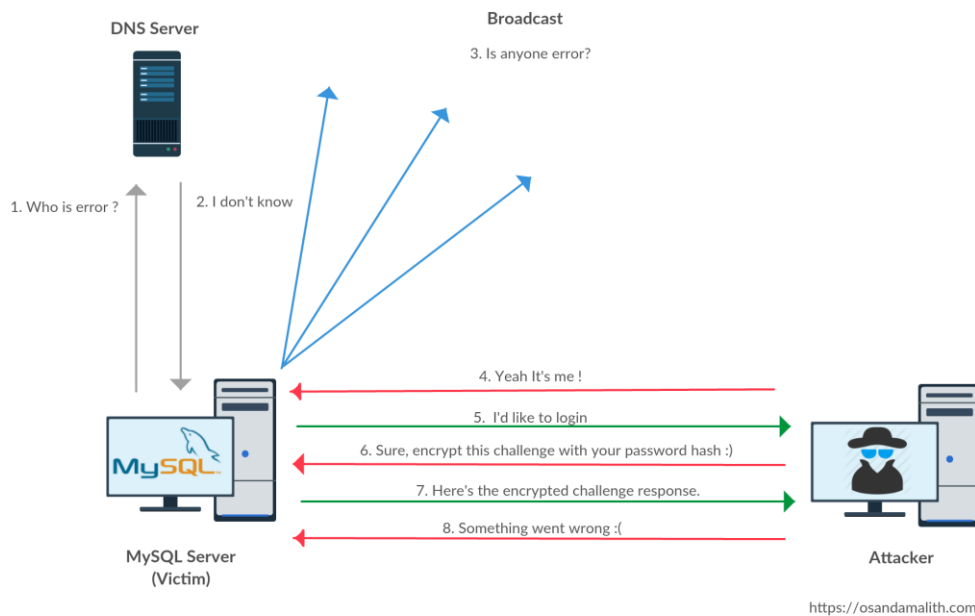 Broadcast
DNS Server
3. Is anyone error?
1. Who is error ?
2. I don't know
4. Yeah It's me !
5.  I'd like to login
6. Sure, encrypt this challenge with your password hash :)
7. Here's the encrypted challenge response.
8. Something went wrong :(
MySQL
MySQL Server
(Victim)
Attacker
https://osandamalith.com